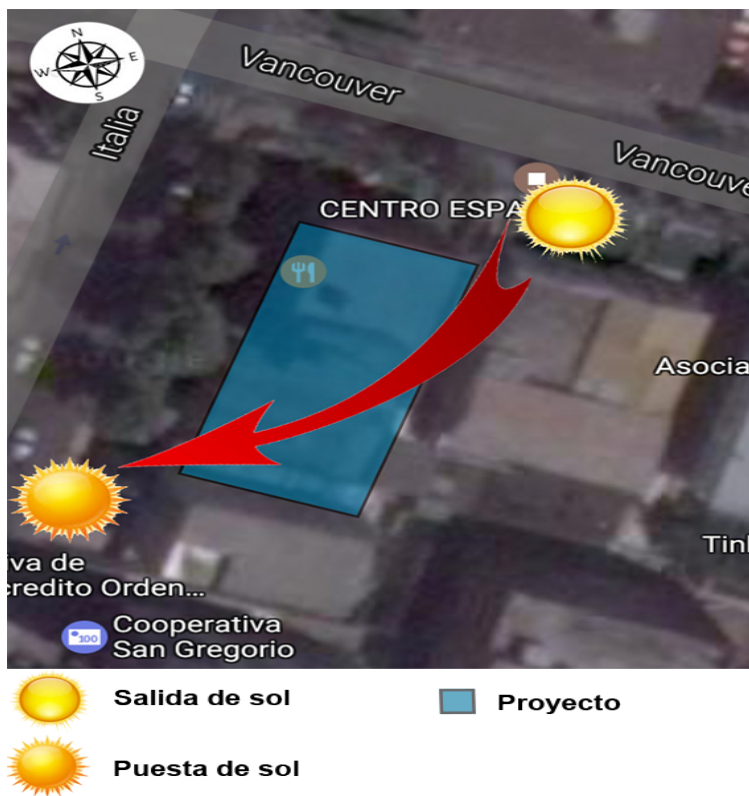 N
W E
S
Vancouver
Italia
Vancouve
CENTRO ESPA
Asocia
Tinl
iva de
credito Orden...
100
Cooperativa
San Gregorio
Salida de sol
Proyecto
Puesta de sol